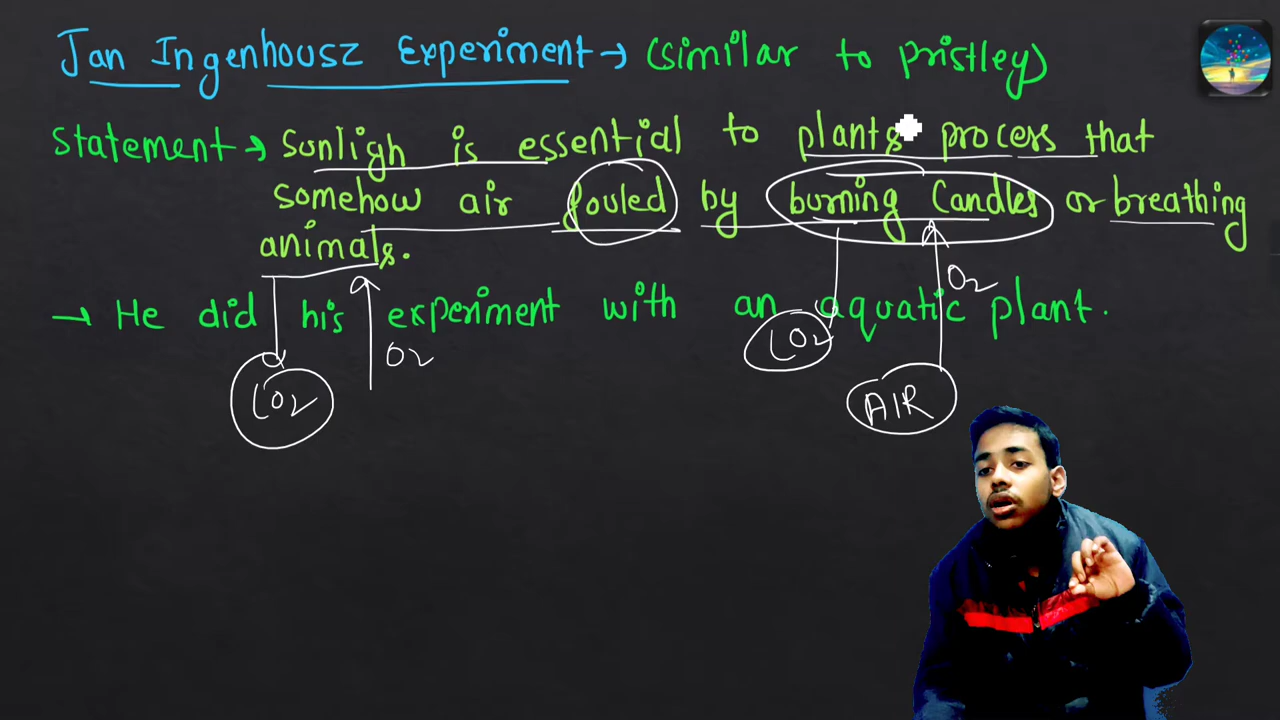 Jan Ingenhousz Experiment → (similar to pristley)
Statement → Sunligh is essential to plants process that
somehow air fouled by burning Candles or breathing
animals.
→ He did his experiment with an aquatic plant.
O2
CO2
O2
CO2
AIR